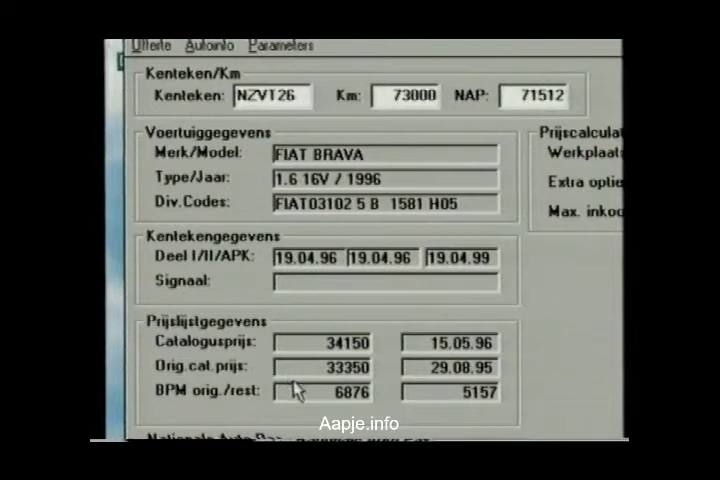 Offerte Autoinfo Parameters
Kenteken/Km
Kenteken: NZVT26 Km: 73000 NAP: 71512
Voertuiggegevens
Merk/Model: FIAT BRAVA
Type/Jaar: 1.6 16V / 1996
Div.Codes: FIAT03102 5 B 1581 H05
Prijscalculat
Werkplaats
Extra optie
Max. inkoo
Kentekengegevens
Deel I/II/APK: 19.04.96 19.04.96 19.04.99
Signaal:
Prijslijstgegevens
Catalogusprijs: 34150 15.05.96
Orig.cat.prijs: 33350 29.08.95
BPM orig./rest: 6876 5157
Aapje.info